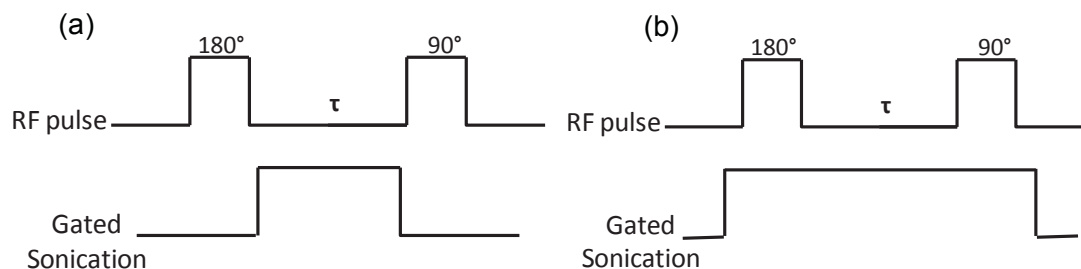 (a)
180°
90°
τ
RF pulse
Gated
Sonication
(b)
180°
90°
τ
RF pulse
Gated
Sonication